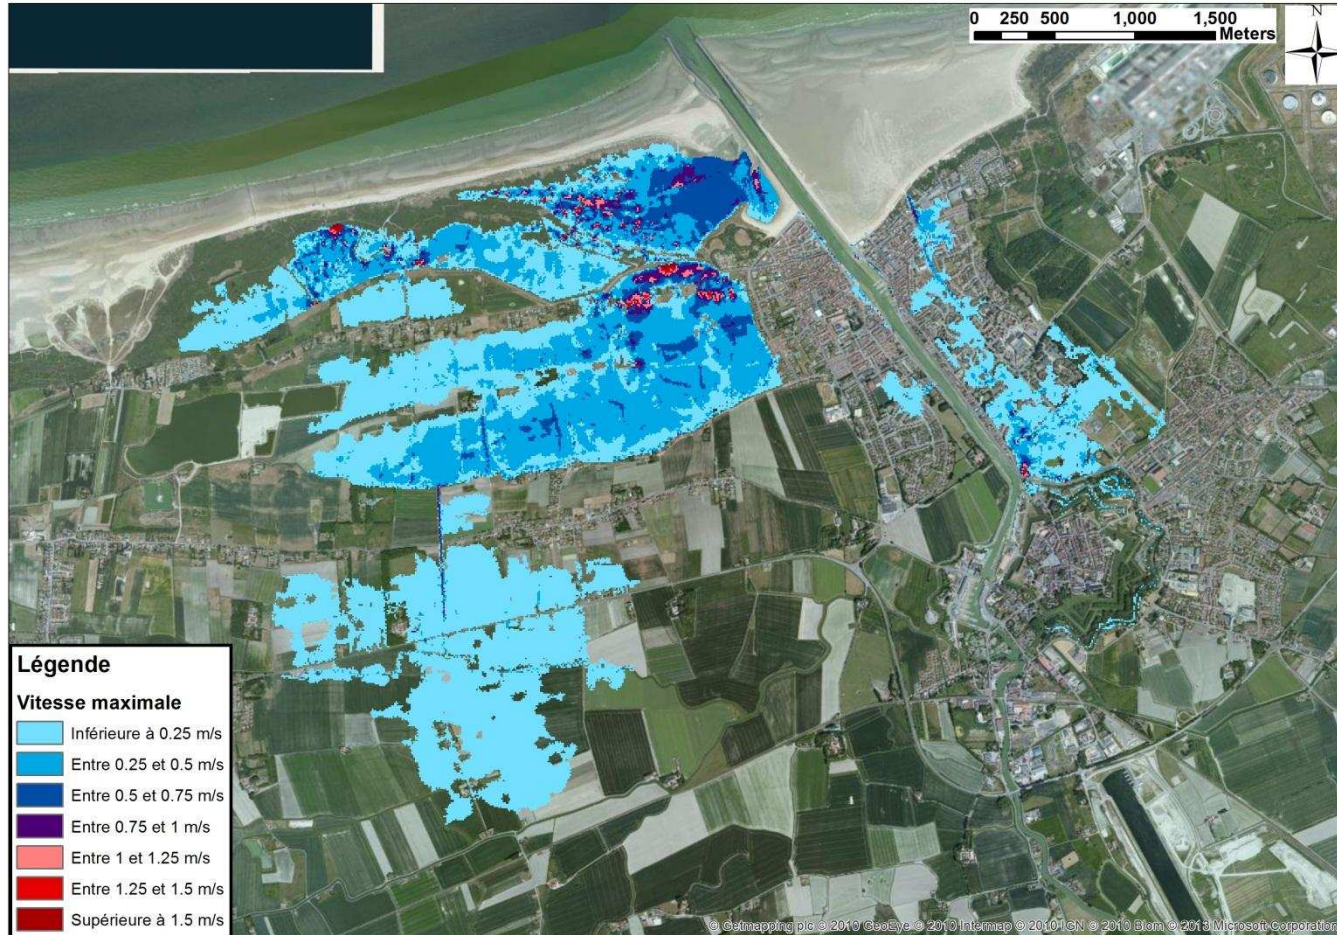 0 250 500 1,000 1,500
Meters
N
Légende
Vitesse maximale
Inférieure à 0.25 m/s
Entre 0.25 et 0.5 m/s
Entre 0.5 et 0.75 m/s
Entre 0.75 et 1 m/s
Entre 1 et 1.25 m/s
Entre 1.25 et 1.5 m/s
Supérieure à 1.5 m/s
© Getmapping plc © 2010 GeoEye © 2010 Intermap © 2010 IGN © 2010 Blom © 2013 Microsoft Corporation